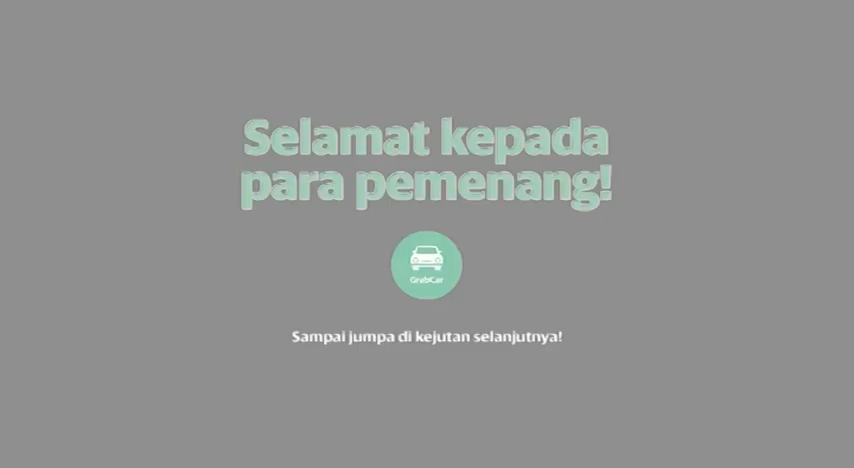 Selamat kepada
para pemenang!
GrabCar
Sampai jumpa di kejutan selanjutnya!